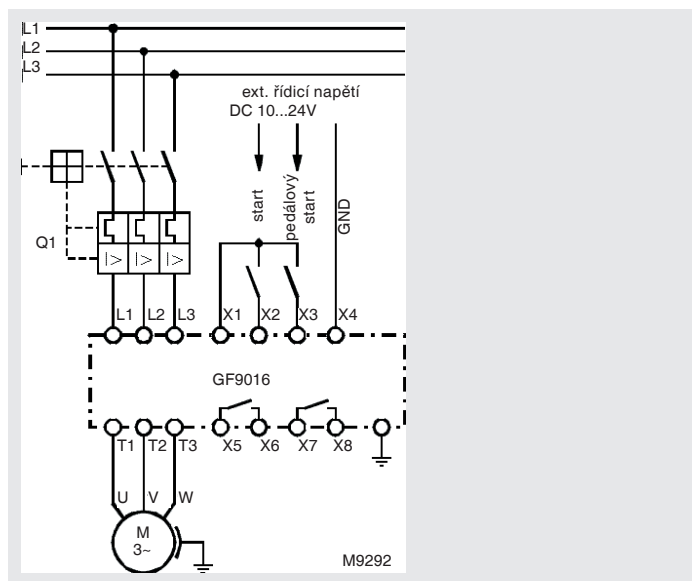 L1
L2
L3
ext. řídicí napětí
DC 10...24V
start
pedálový
start
GND
Q1
I> I> I>
L1 L2 L3 X1 X2 X3 X4
GF9016
T1 T2 T3 X5 X6 X7 X8
U V W
M
3~
M9292